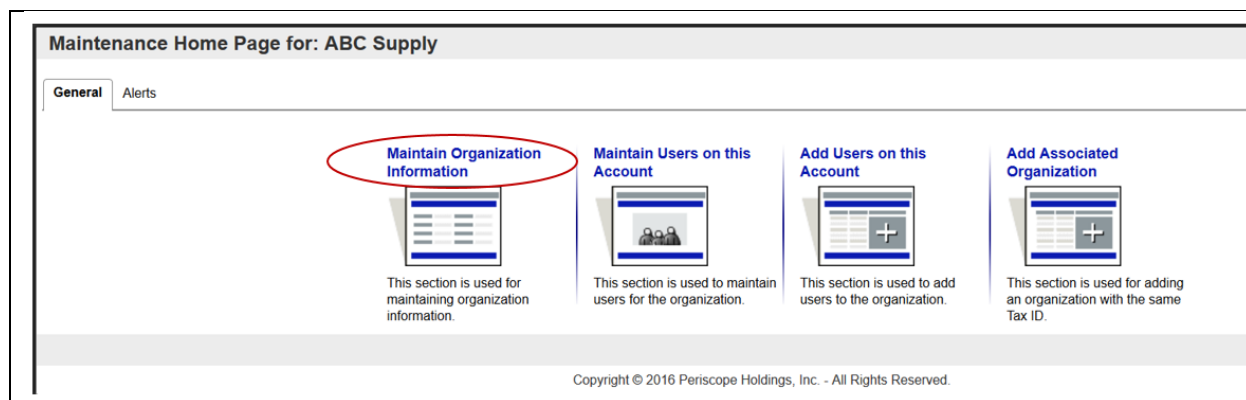 Maintenance Home Page for: ABC Supply
General
Alerts
Maintain Organization
Information
This section is used for
maintaining organization
information.
Maintain Users on this
Account
This section is used to maintain
users for the organization.
Add Users on this
Account
This section is used to add
users to the organization.
Add Associated
Organization
This section is used for adding
an organization with the same
Tax ID.
Copyright © 2016 Periscope Holdings, Inc. - All Rights Reserved.